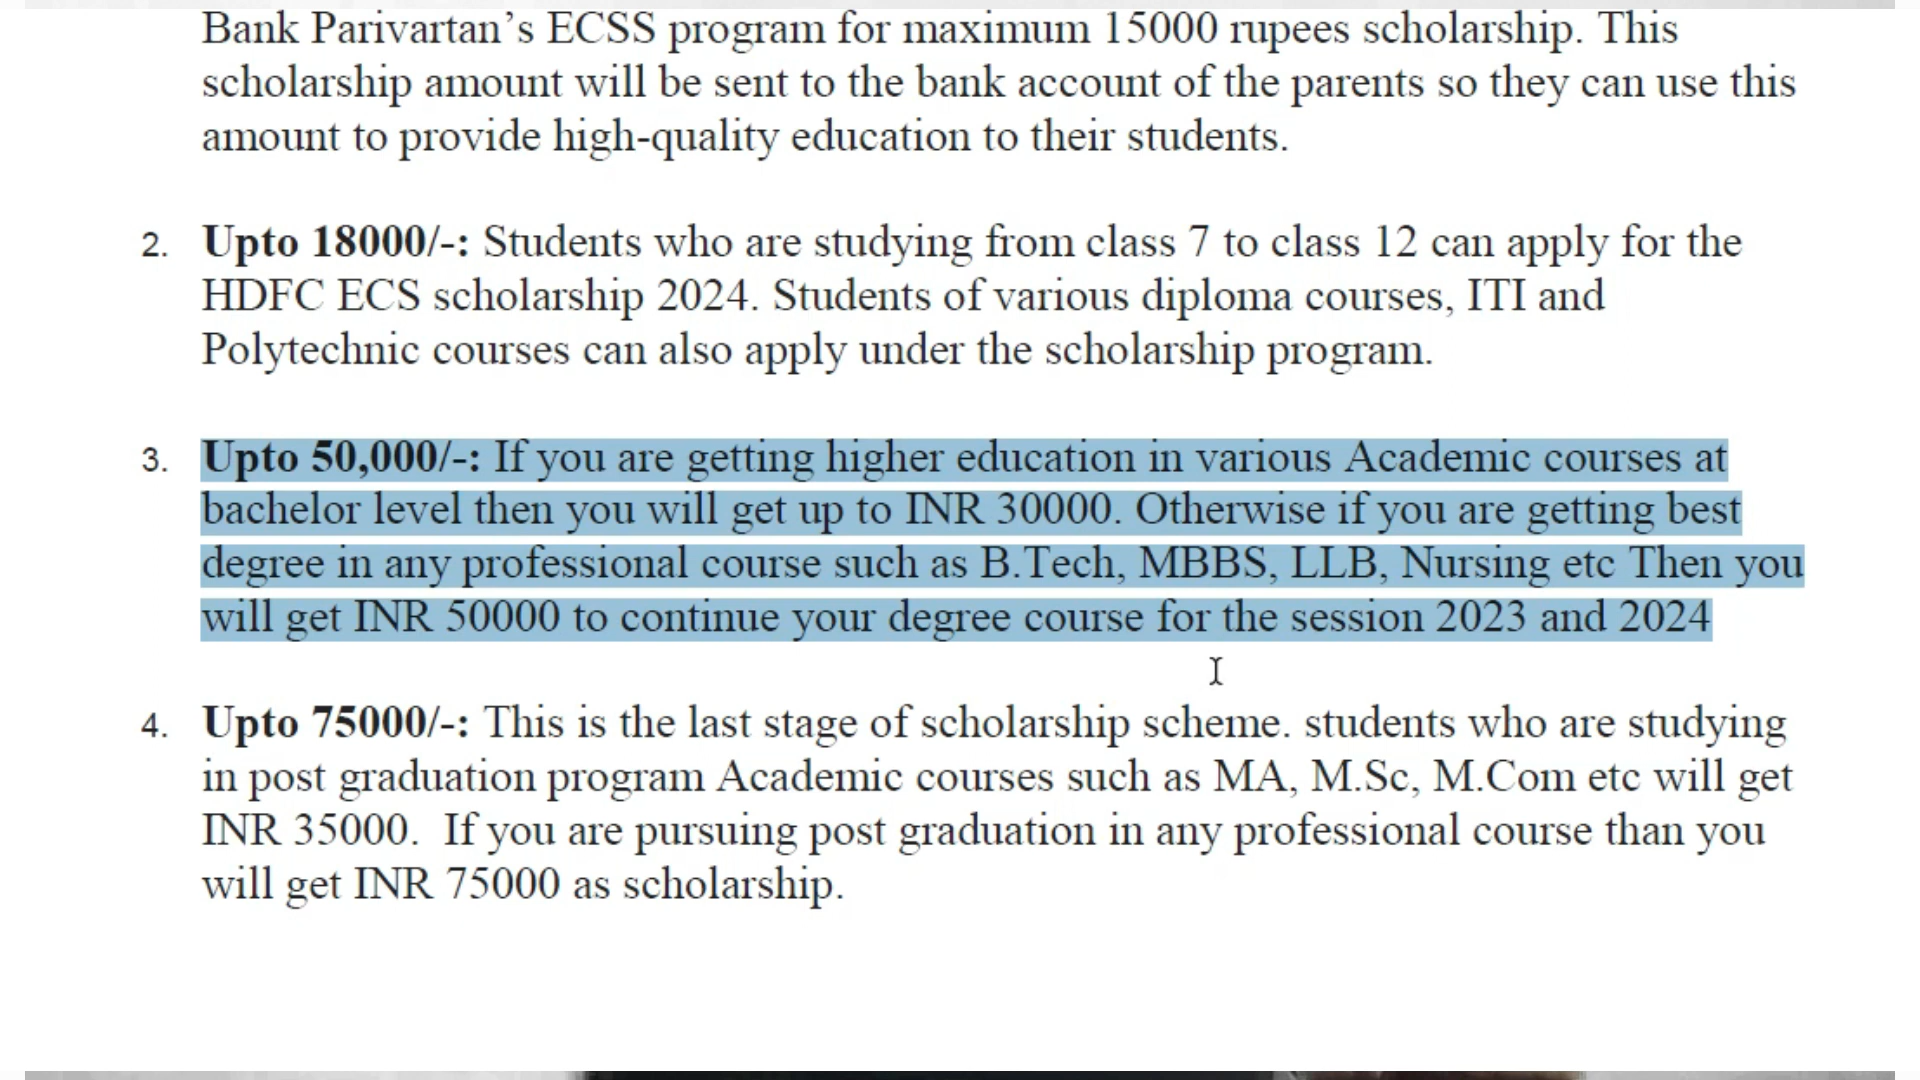 Bank Parivartan’s ECSS program for maximum 15000 rupees scholarship. This
scholarship amount will be sent to the bank account of the parents so they can use this
amount to provide high-quality education to their students.
2. Upto 18000/-: Students who are studying from class 7 to class 12 can apply for the
HDFC ECS scholarship 2024. Students of various diploma courses, ITI and
Polytechnic courses can also apply under the scholarship program.
3. Upto 50,000/-: If you are getting higher education in various Academic courses at
bachelor level then you will get up to INR 30000. Otherwise if you are getting best
degree in any professional course such as B.Tech, MBBS, LLB, Nursing etc Then you
will get INR 50000 to continue your degree course for the session 2023 and 2024
4. Upto 75000/-: This is the last stage of scholarship scheme. students who are studying
in post graduation program Academic courses such as MA, M.Sc, M.Com etc will get
INR 35000.  If you are pursuing post graduation in any professional course than you
will get INR 75000 as scholarship.